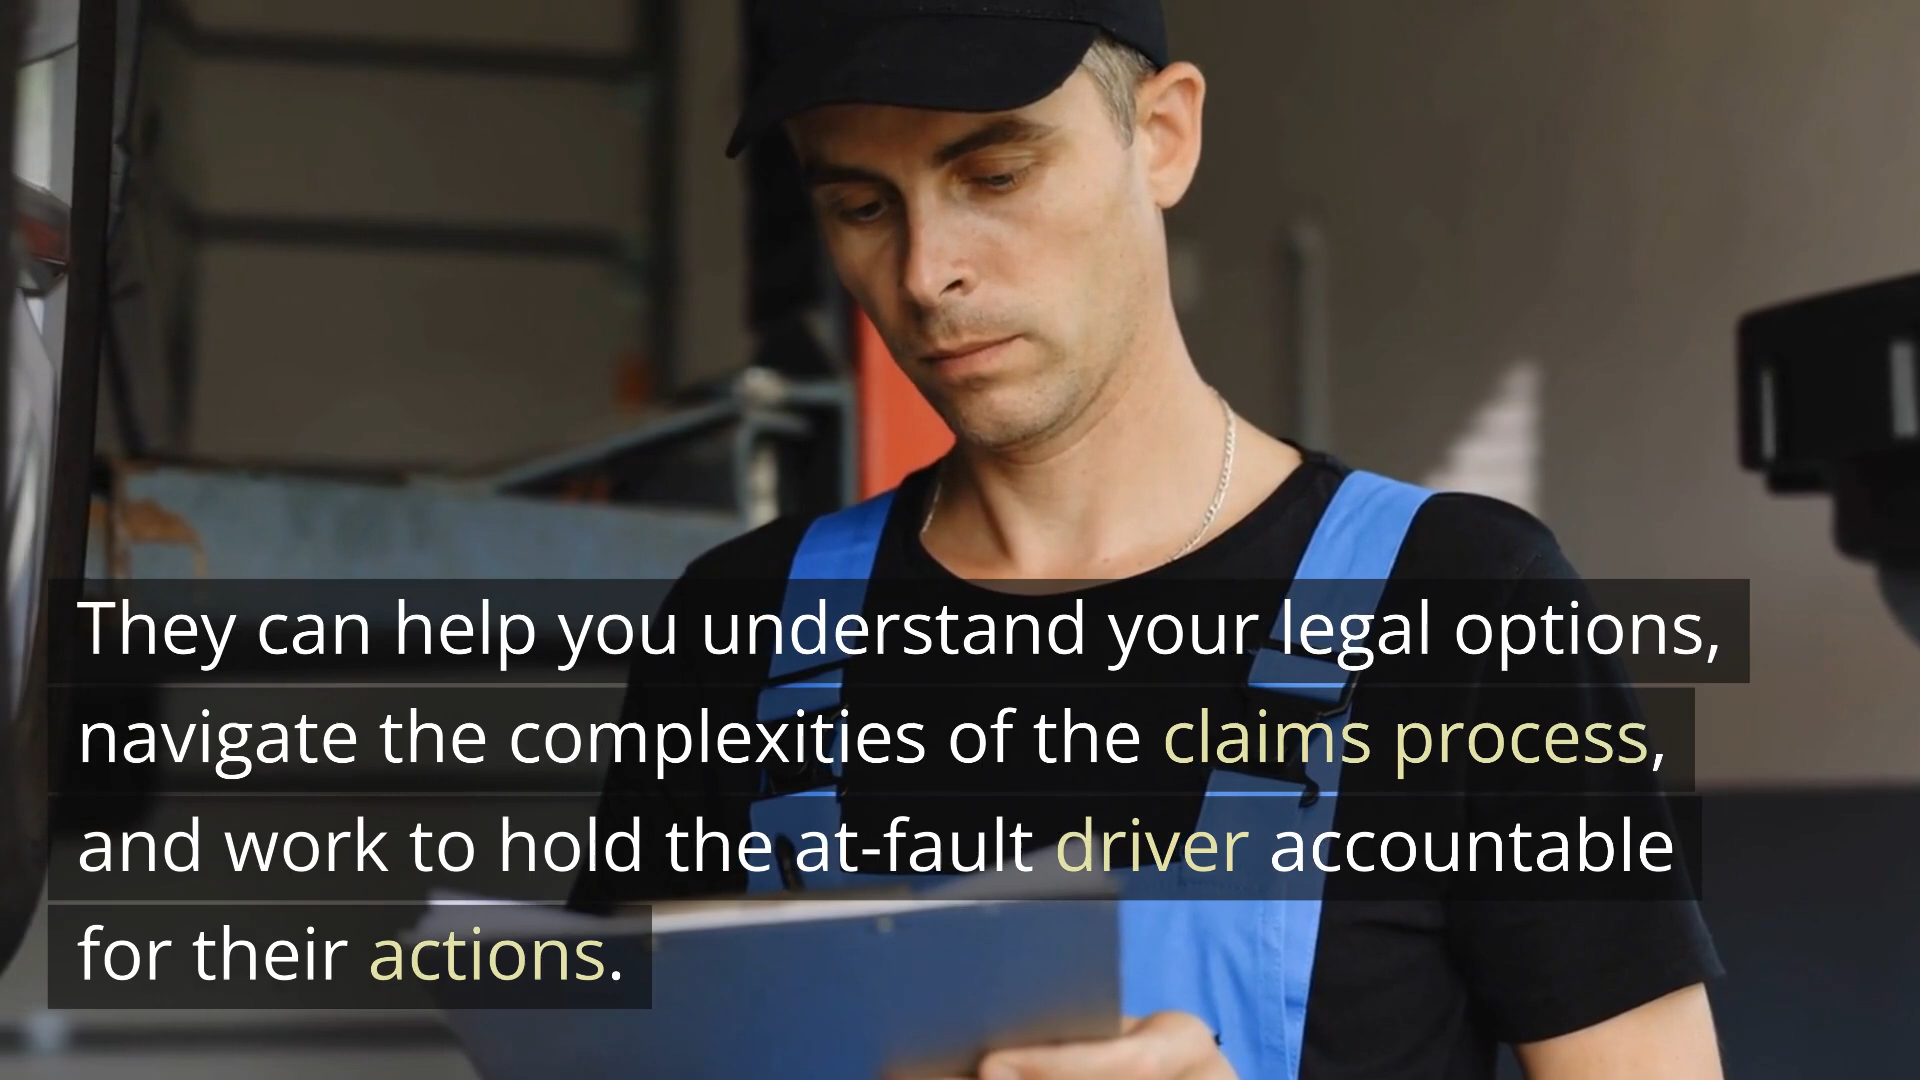 They can help you understand your legal options,
navigate the complexities of the claims process,
and work to hold the at-fault driver accountable
for their actions.